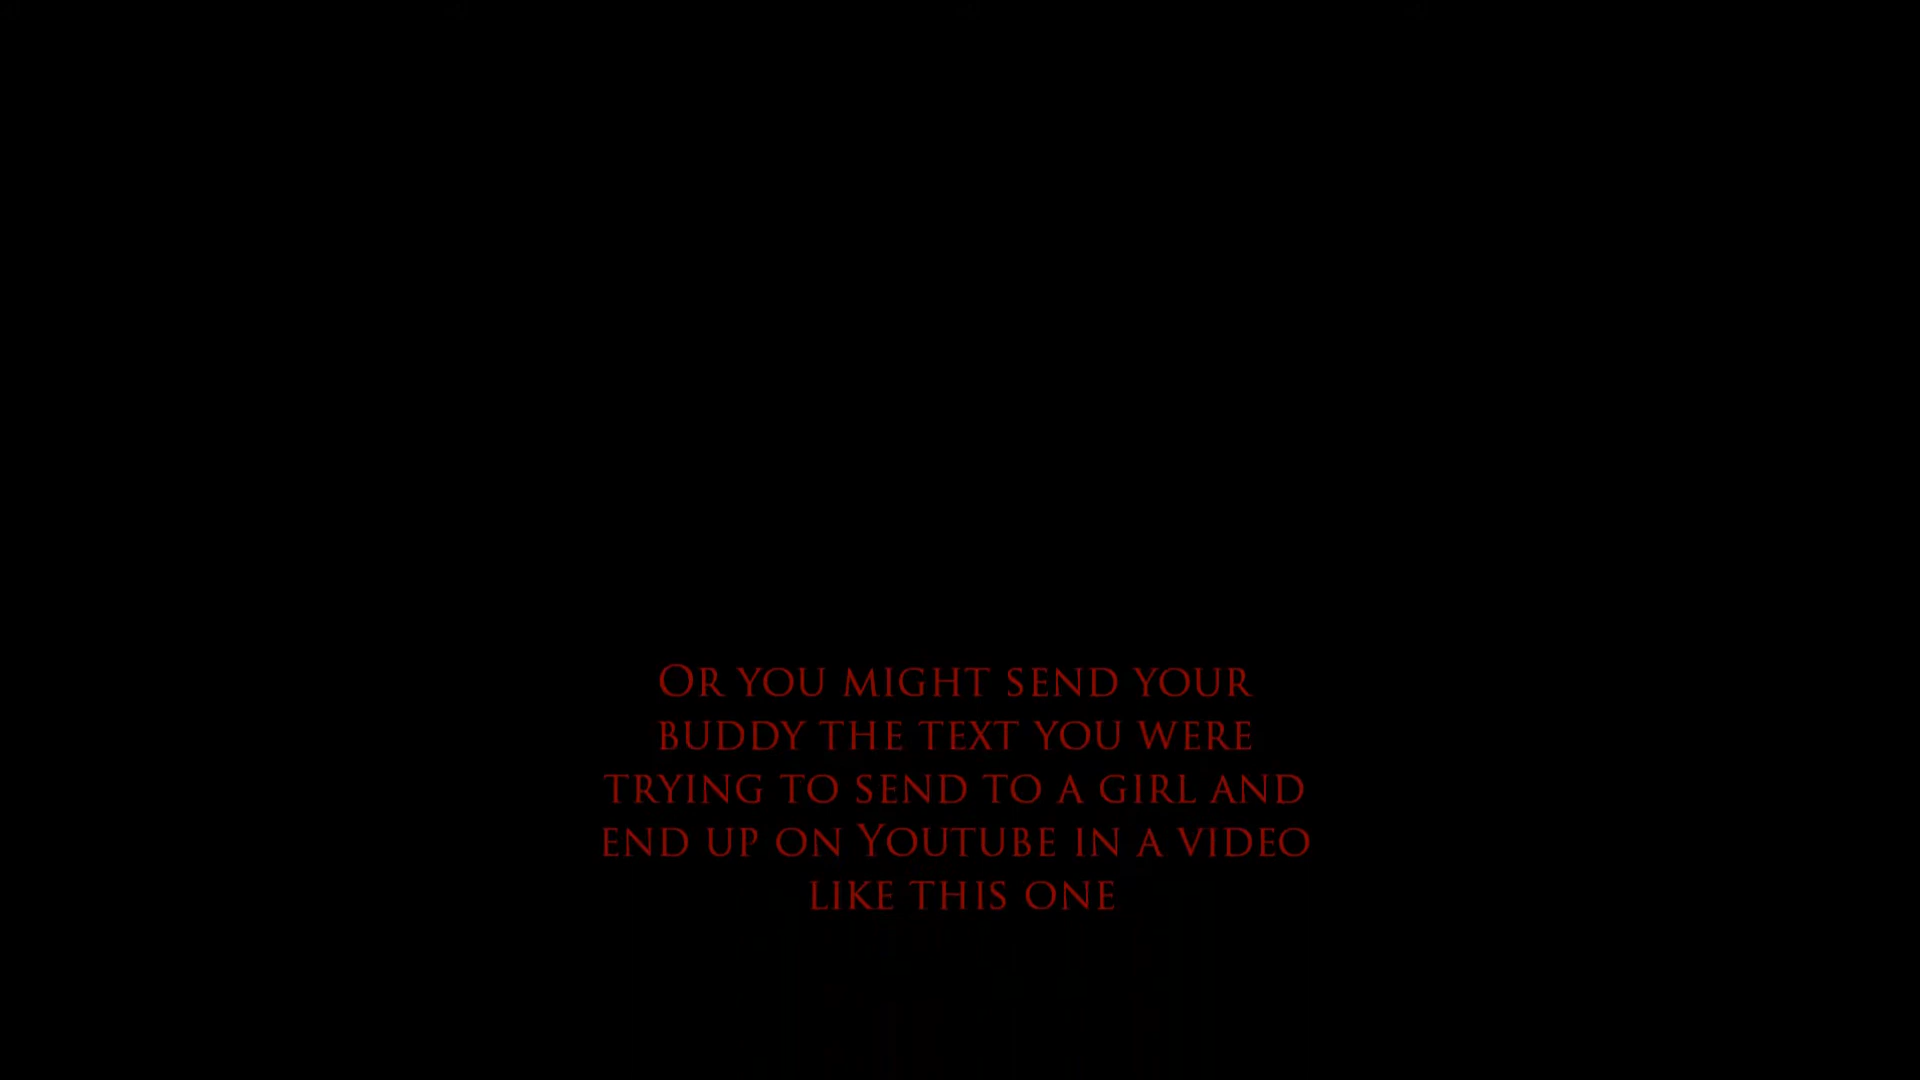 Or you might send your
buddy the text you were
trying to send to a girl and
end up on Youtube in a video
like this one